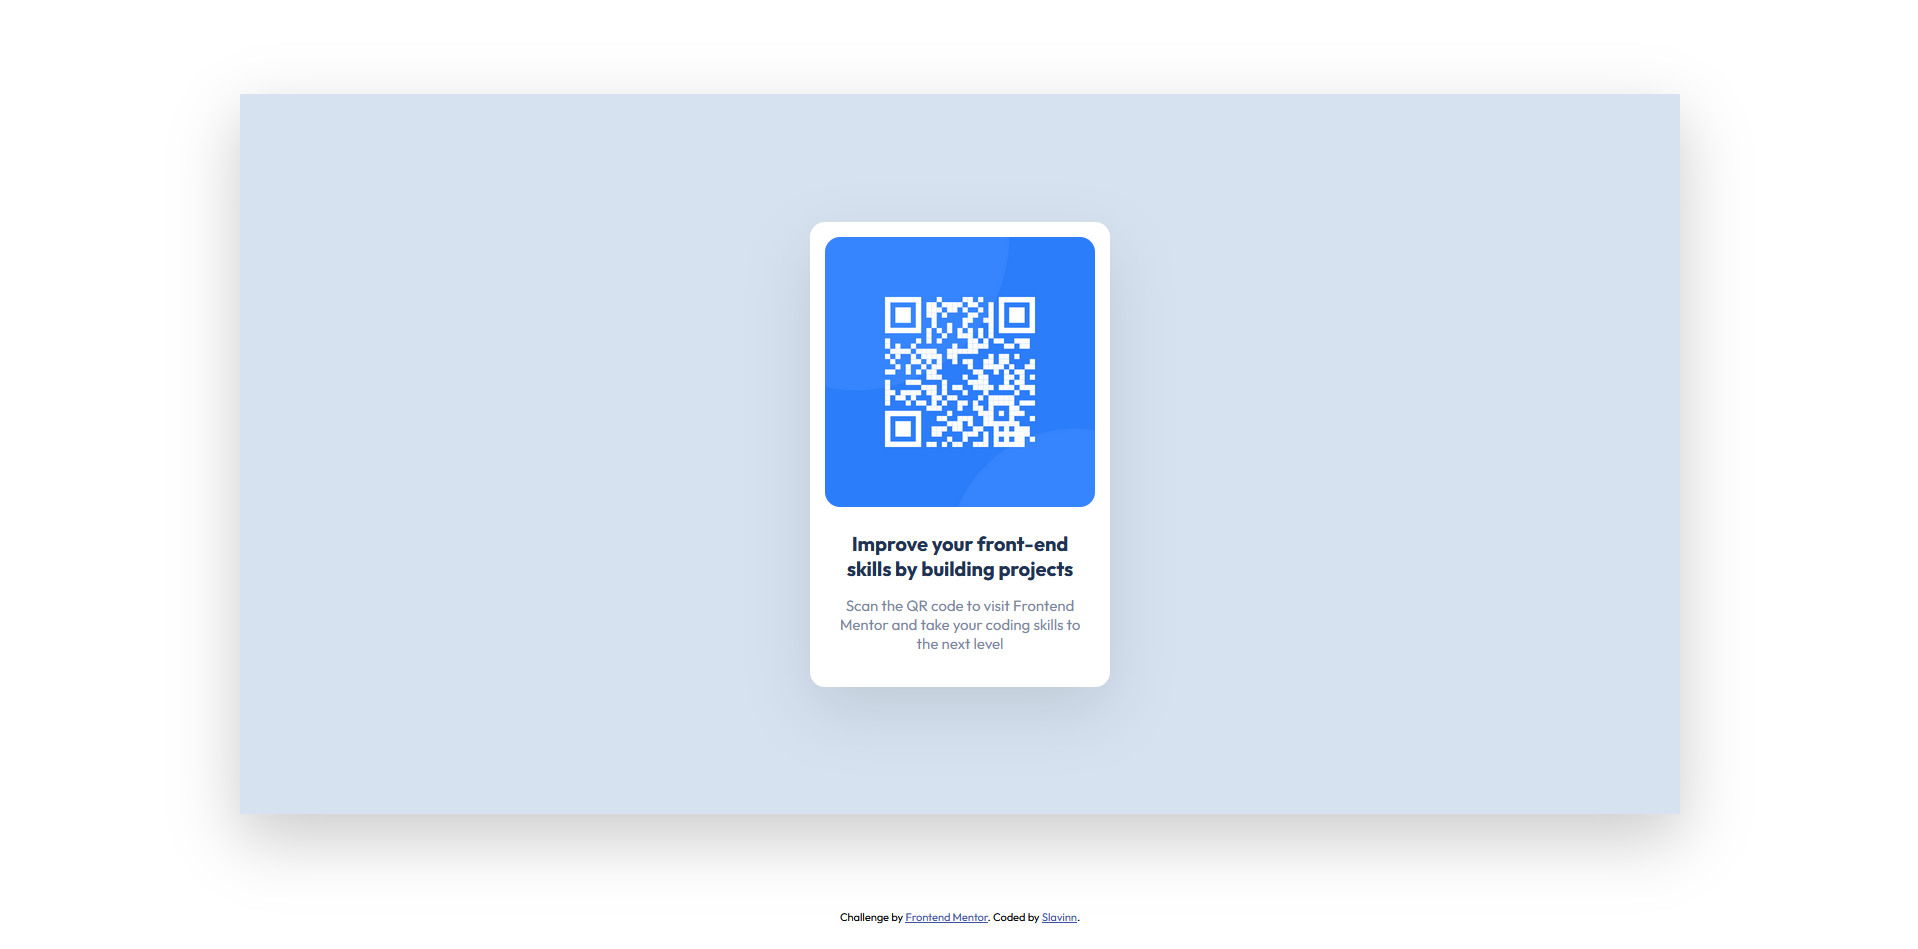 Improve your front-end
skills by building projects
Scan the QR code to visit Frontend
Mentor and take your coding skills to
the next level
Challenge by Frontend Mentor. Coded by Slavinn.